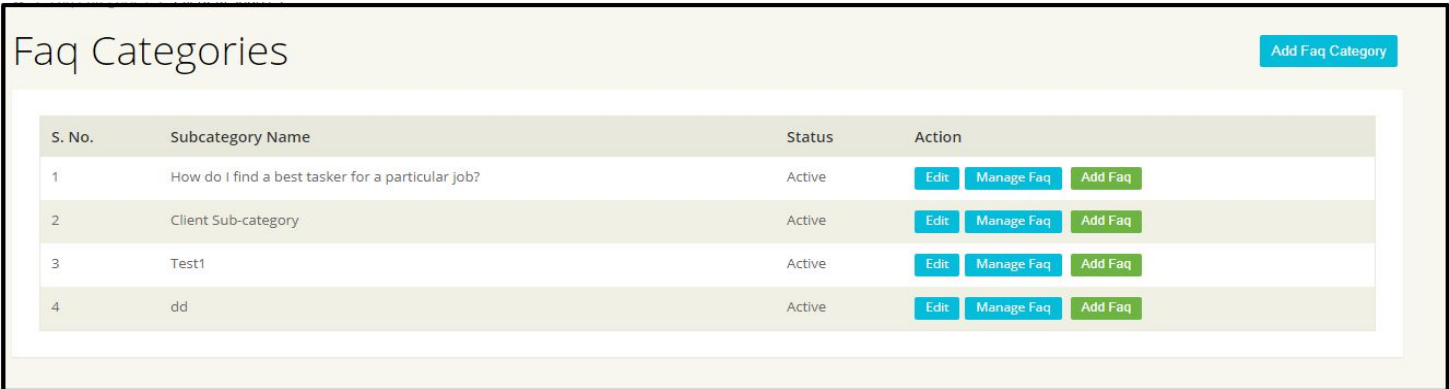 Faq Categories
Add Faq Category
S. No. Subcategory Name Status Action
1 How do I find a best tasker for a particular job? Active Edit Manage Faq Add Faq
2 Client Sub-category Active Edit Manage Faq Add Faq
3 Test1 Active Edit Manage Faq Add Faq
4 dd Active Edit Manage Faq Add Faq